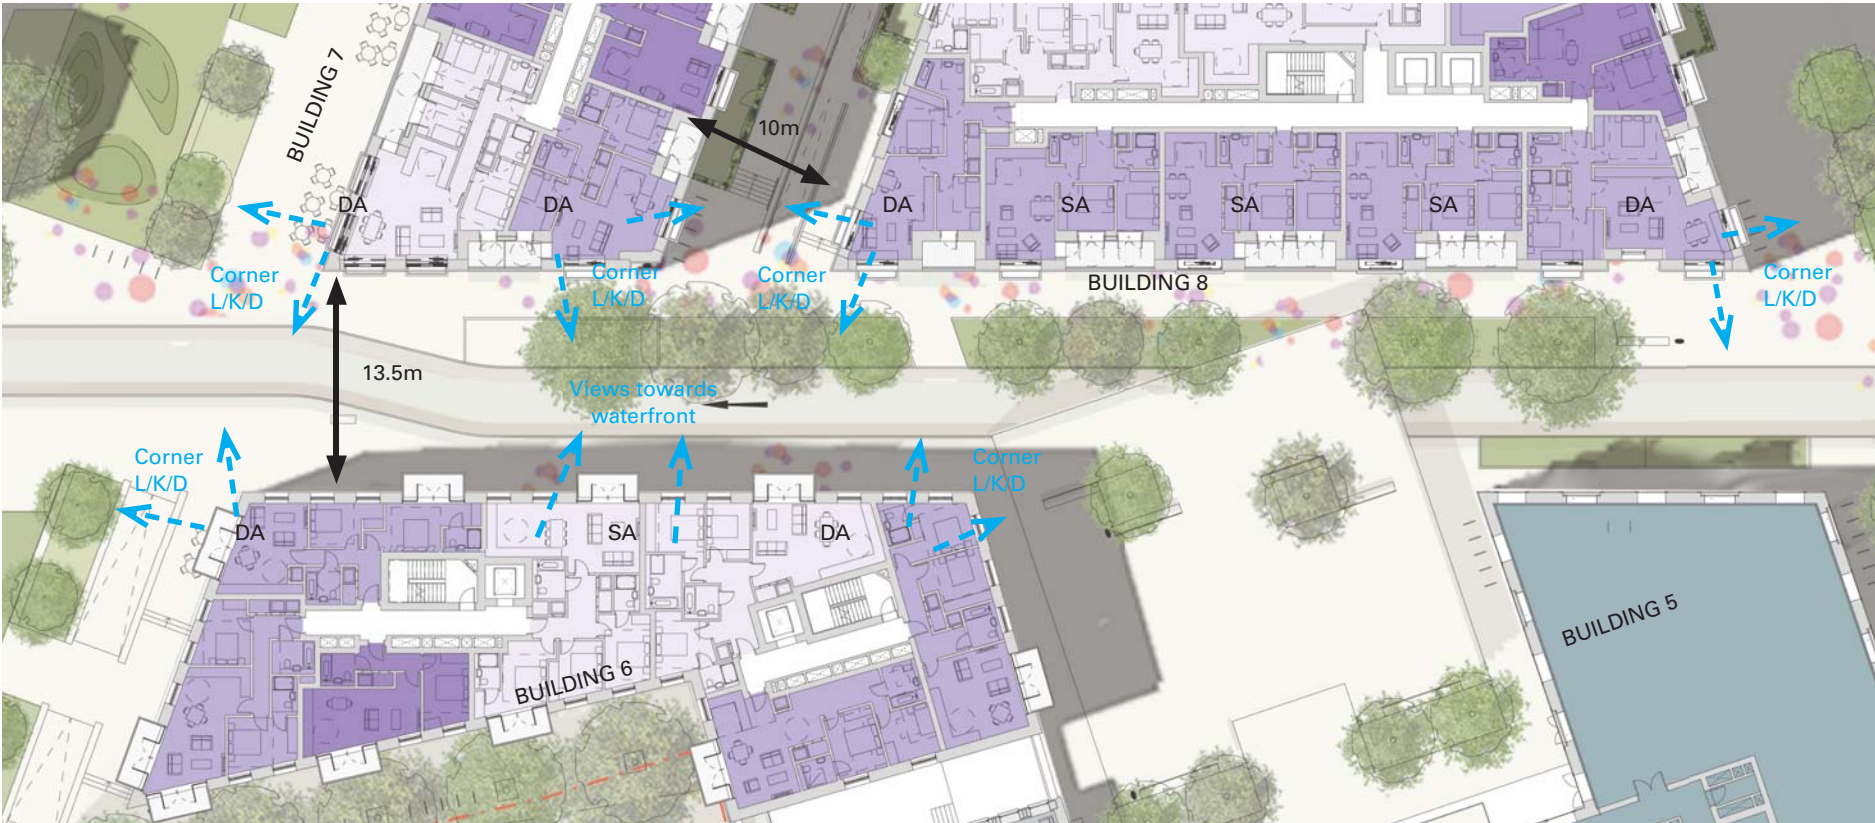 BUILDING 7
10m
DA
DA
DA
SA
SA
SA
DA
Corner
L/K/D
Corner
L/K/D
Corner
L/K/D
BUILDING 8
Corner
L/K/D
13.5m
Views towards
waterfront
Corner
L/K/D
Corner
L/K/D
DA
SA
DA
BUILDING 6
BUILDING 5